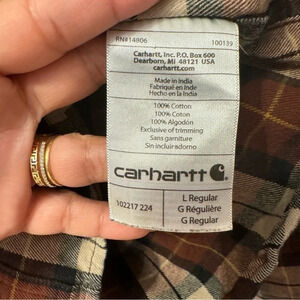 RN#14806 100139
Carhartt, Inc. P.O. Box 600
Dearborn, MI 48121 USA
carhartt.com
Made in India
Fabriqué en Inde
Hecho en la India
100% Cotton
100% Coton
100% Algodón
Exclusive of trimming
Sans garniture
Sin incluir adorno
carhartt
102217 224
L Regular
G Régulière
G Regular